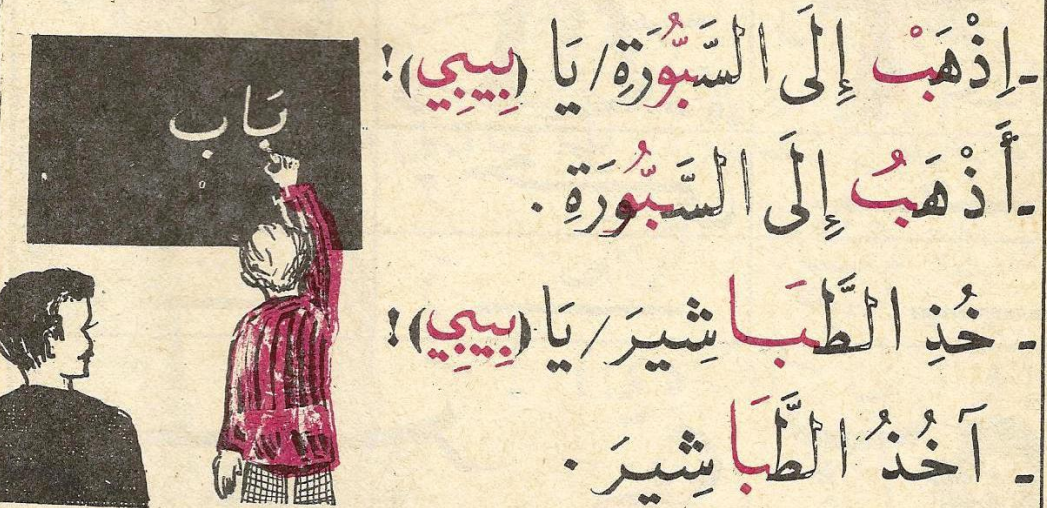 - اِذْهَبْ إِلَى السَّبُّورَةِ / يَا (بِيبِي)!
- أَذْهَبُ إِلَى السَّبُّورَةِ.
- خُذِ الطَّبَاشِيرَ / يَا (بِيبِي)!
- آخُذُ الطَّبَاشِيرَ.
بَاب